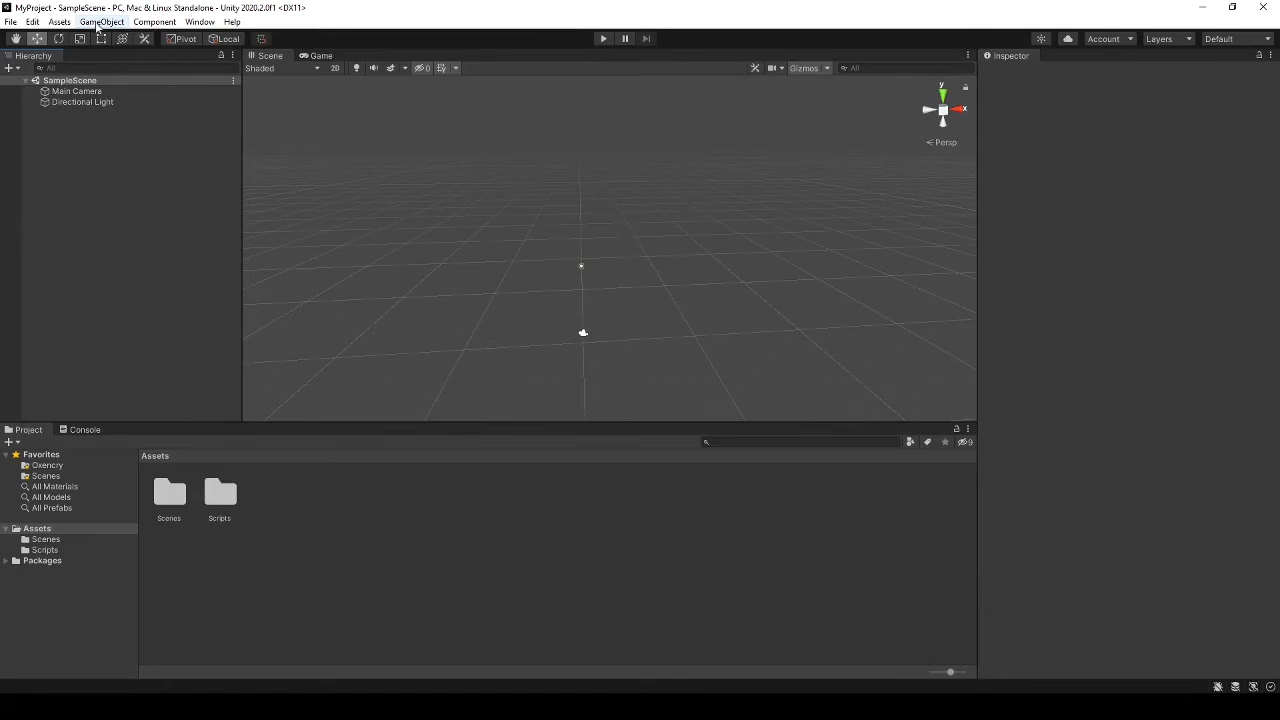 MyProject - SampleScene - PC, Mac & Linux Standalone - Unity 2020.2.0f1 <DX11>
File Edit Assets GameObject Component Window Help
Pivot Local Account Layers Default
Hierarchy Scene Game Inspector
All Shaded 2D 0 Gizmos All
SampleScene
Main Camera
Directional Light
y
x
Persp
Project Console
9
Favorites
Assets
Oxencry
Scenes
All Materials
All Models
All Prefabs
Assets
Scenes
Scripts
Packages
Scenes Scripts